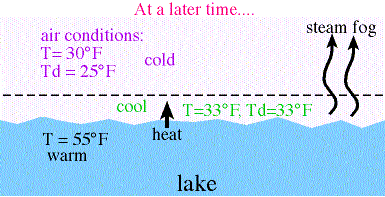 At a later time....
steam fog
air conditions:
T= 30°F
Td = 25°F
cold
cool
T=33°F, Td=33°F
heat
T = 55°F
warm
lake